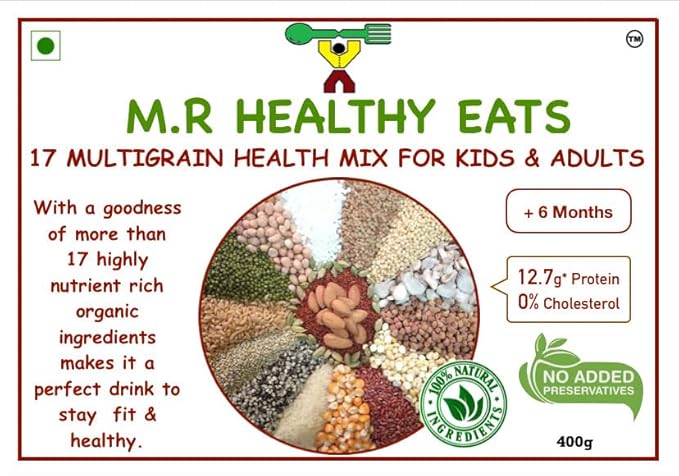 TM
M.R HEALTHY EATS
17 MULTIGRAIN HEALTH MIX FOR KIDS & ADULTS
With a goodness
of more than
17 highly
nutrient rich
organic
ingredients
makes it a
perfect drink to
stay fit &
healthy.
+ 6 Months
12.7g* Protein
0% Cholesterol
100% NATURAL
INGREDIENTS
NO ADDED
PRESERVATIVES
400g